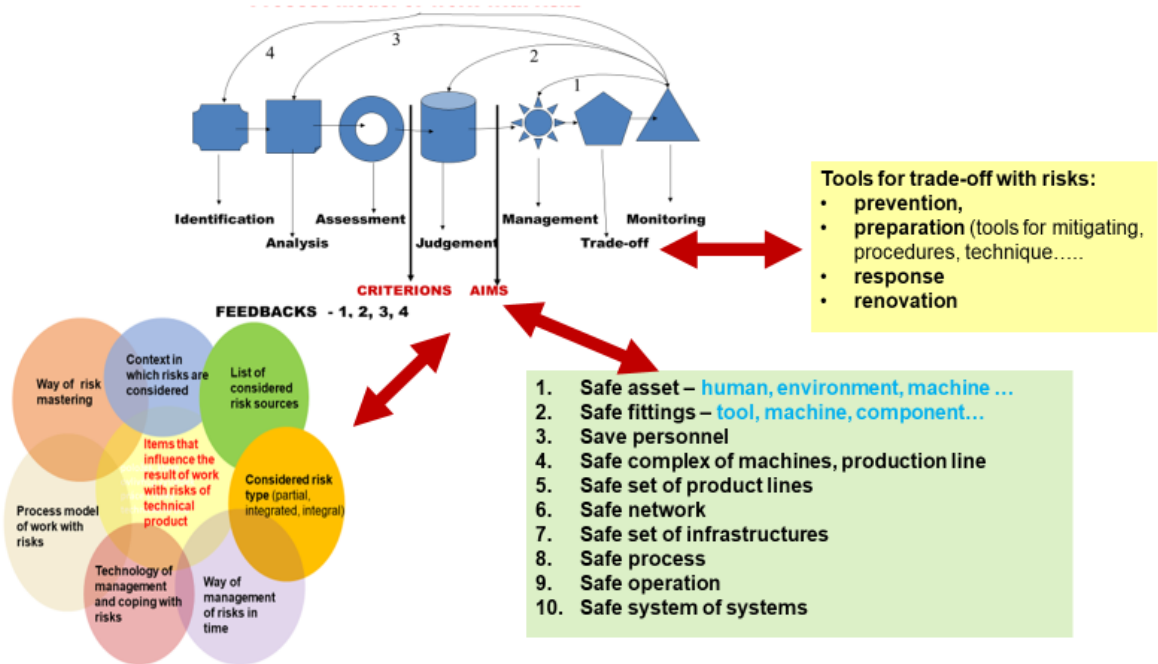 4
3
2
1
Identification
Assessment
Management
Monitoring
Analysis
Judgement
Trade-off
CRITERIONS AIMS
FEEDBACKS - 1, 2, 3, 4
Tools for trade-off with risks:
• prevention,
• preparation (tools for mitigating,
procedures, technique…..
• response
• renovation
Way of risk
mastering
Context in
which risks are
considered
List of
considered
risk sources
Items that
influence the
result of work
with risks of
technical
product
Considered risk
type (partial,
integrated, integral)
Process model
of work with
risks
Technology of
management
and coping with
risks
Way of
management
of risks in
time
1. Safe asset – human, environment, machine …
2. Safe fittings – tool, machine, component…
3. Save personnel
4. Safe complex of machines, production line
5. Safe set of product lines
6. Safe network
7. Safe set of infrastructures
8. Safe process
9. Safe operation
10. Safe system of systems